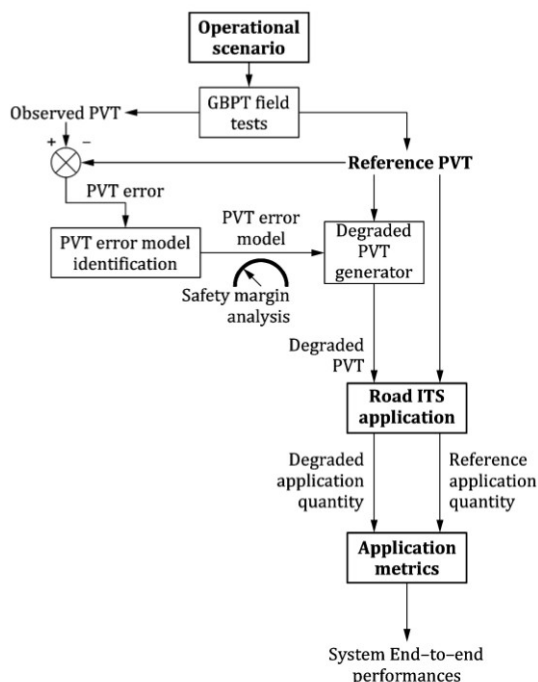 Operational
scenario
GBPT field
tests
Observed PVT
+ −
Reference PVT
PVT error
PVT error model
identification
PVT error
model
Safety margin
analysis
Degraded
PVT
generator
Degraded
PVT
Road ITS
application
Degraded
application
quantity
Reference
application
quantity
Application
metrics
System End–to–end
performances